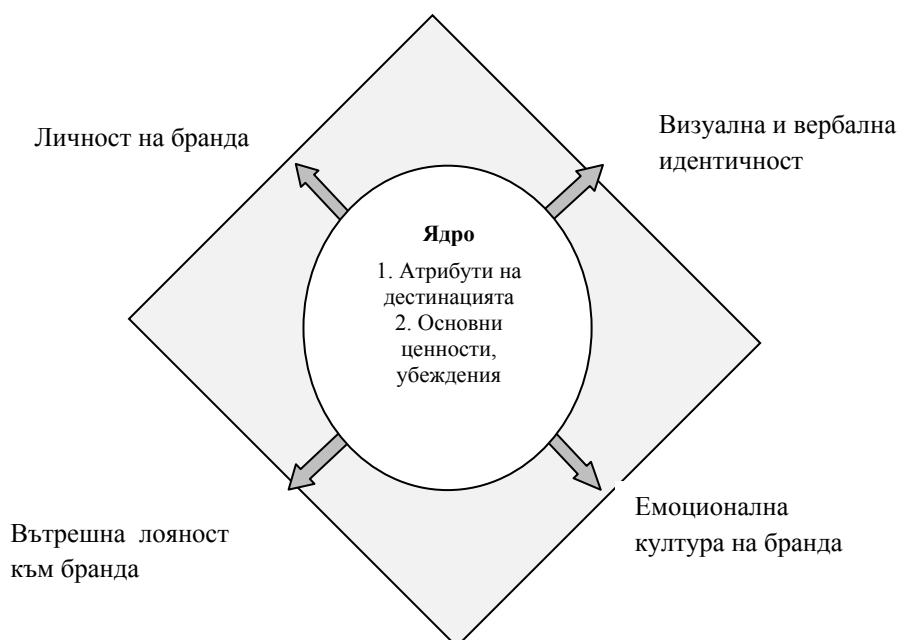 Личност на бранда
Визуална и вербална
идентичност
Ядро
1. Атрибути на
дестинацията
2. Основни
ценности,
убеждения
Вътрешна лояност
към бранда
Емоционална
култура на бранда